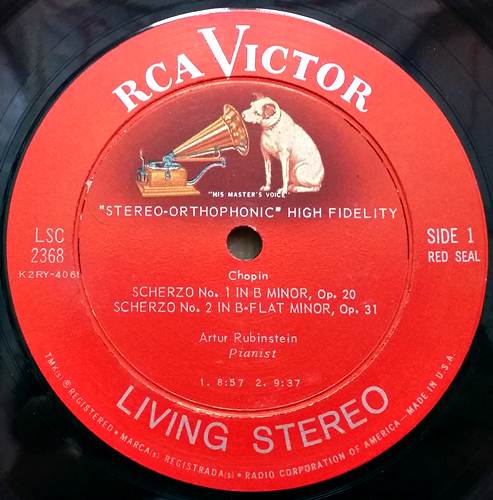 RCA VICTOR
"HIS MASTER'S VOICE"
"STEREO-ORTHOPHONIC" HIGH FIDELITY
LSC
2368
K2RY-4061
SIDE 1
RED SEAL
Chopin
SCHERZO No. 1 IN B MINOR, Op. 20
SCHERZO No. 2 IN B-FLAT MINOR, Op. 31
Artur Rubinstein
Pianist
1. 8:57 2. 9:37
LIVING STEREO
TMK(s) ® REGISTERED • MARCA(s) REGISTRADA(s) • RADIO CORPORATION OF AMERICA—MADE IN U.S.A.